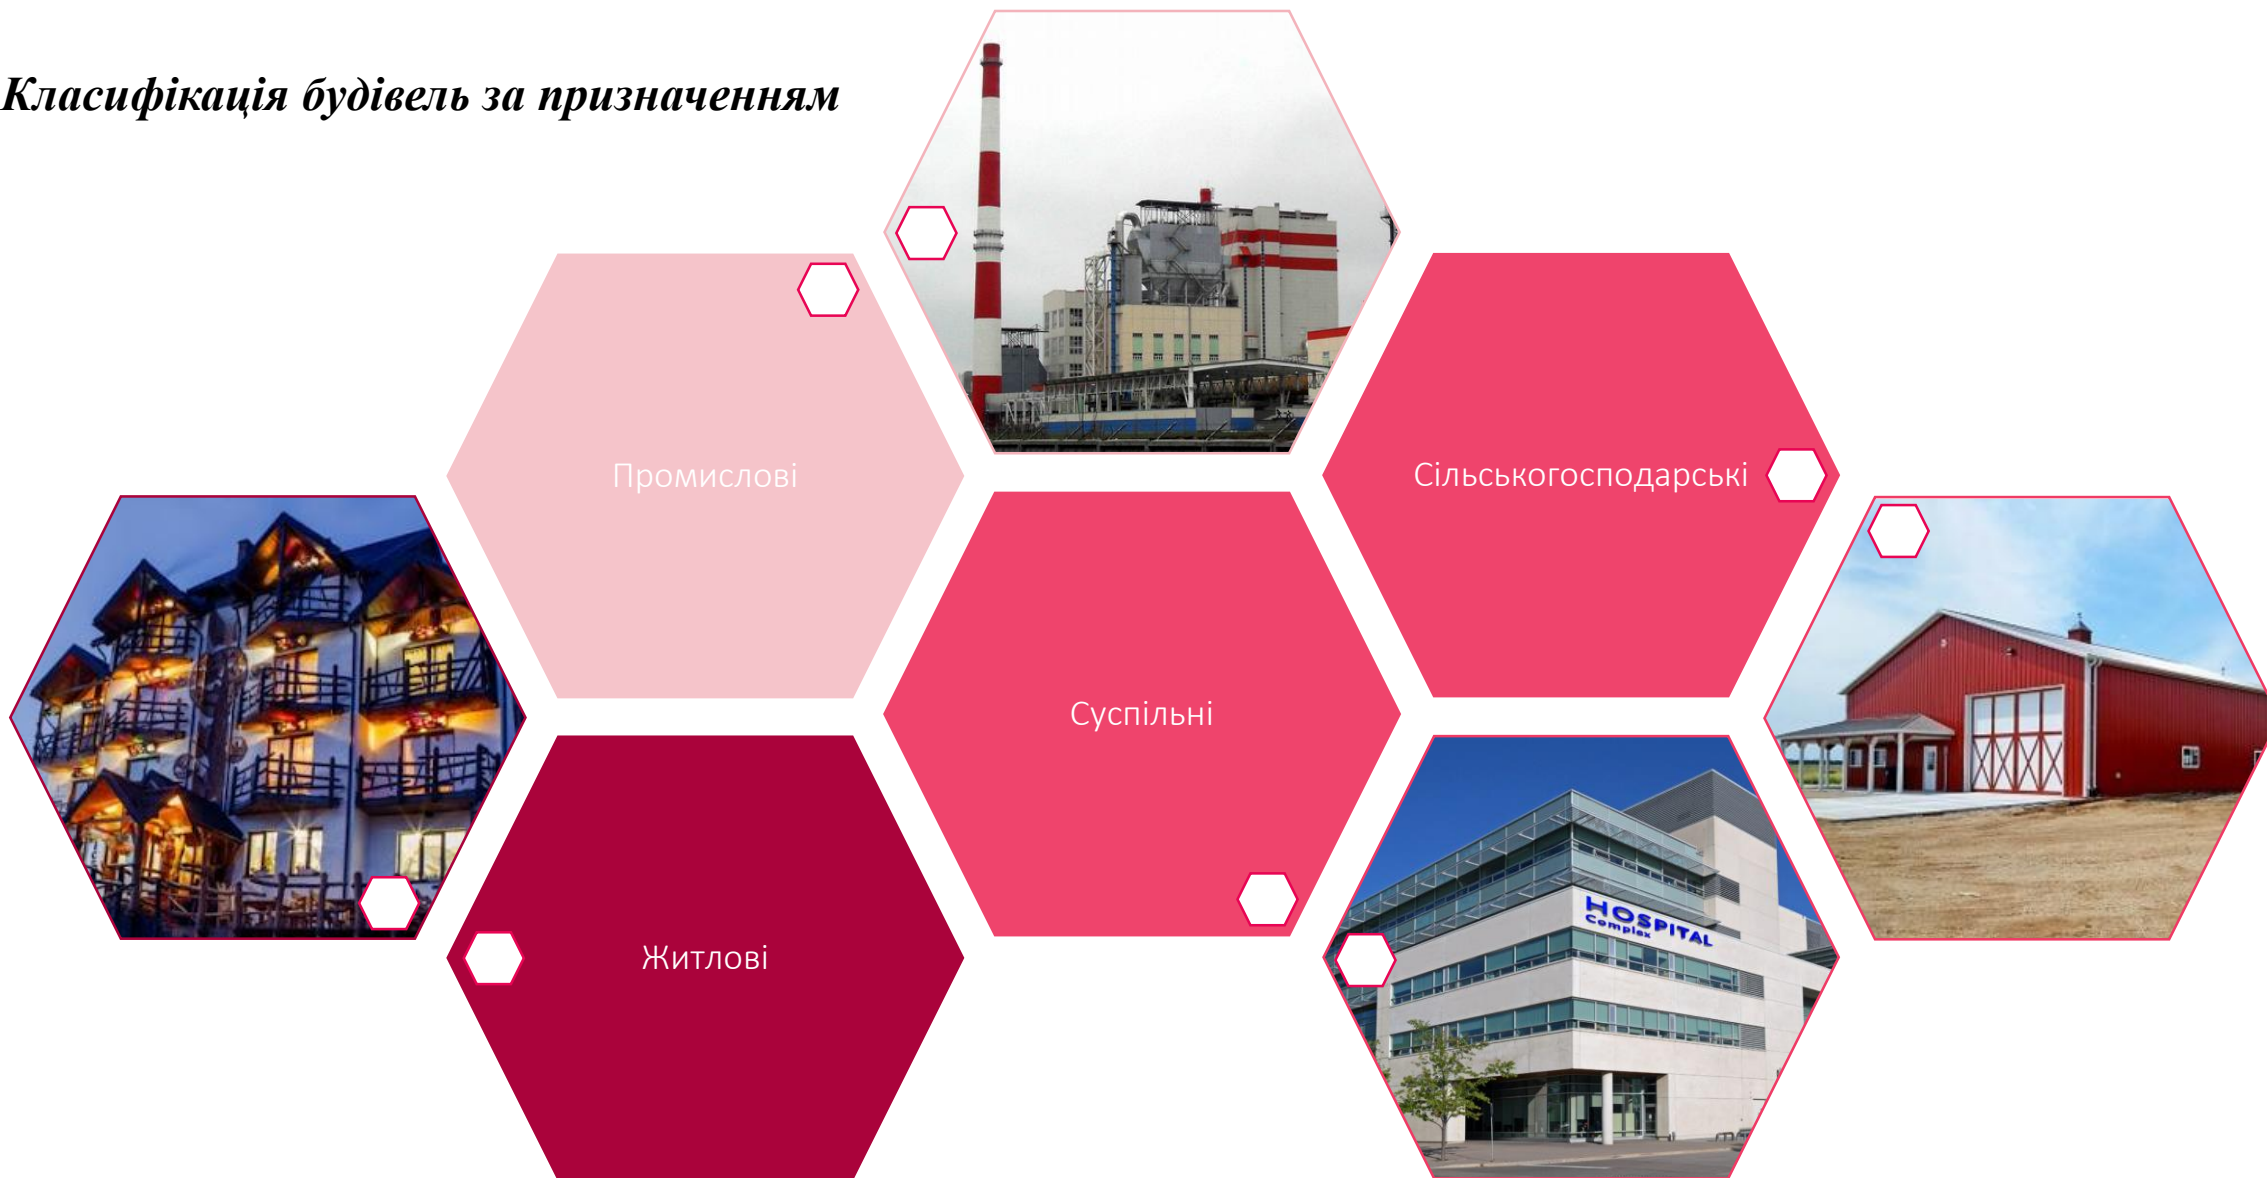 Класифікація будівель за призначенням
Промислові
Сільськогосподарські
Суспільні
Житлові
HOSPITAL
Complex